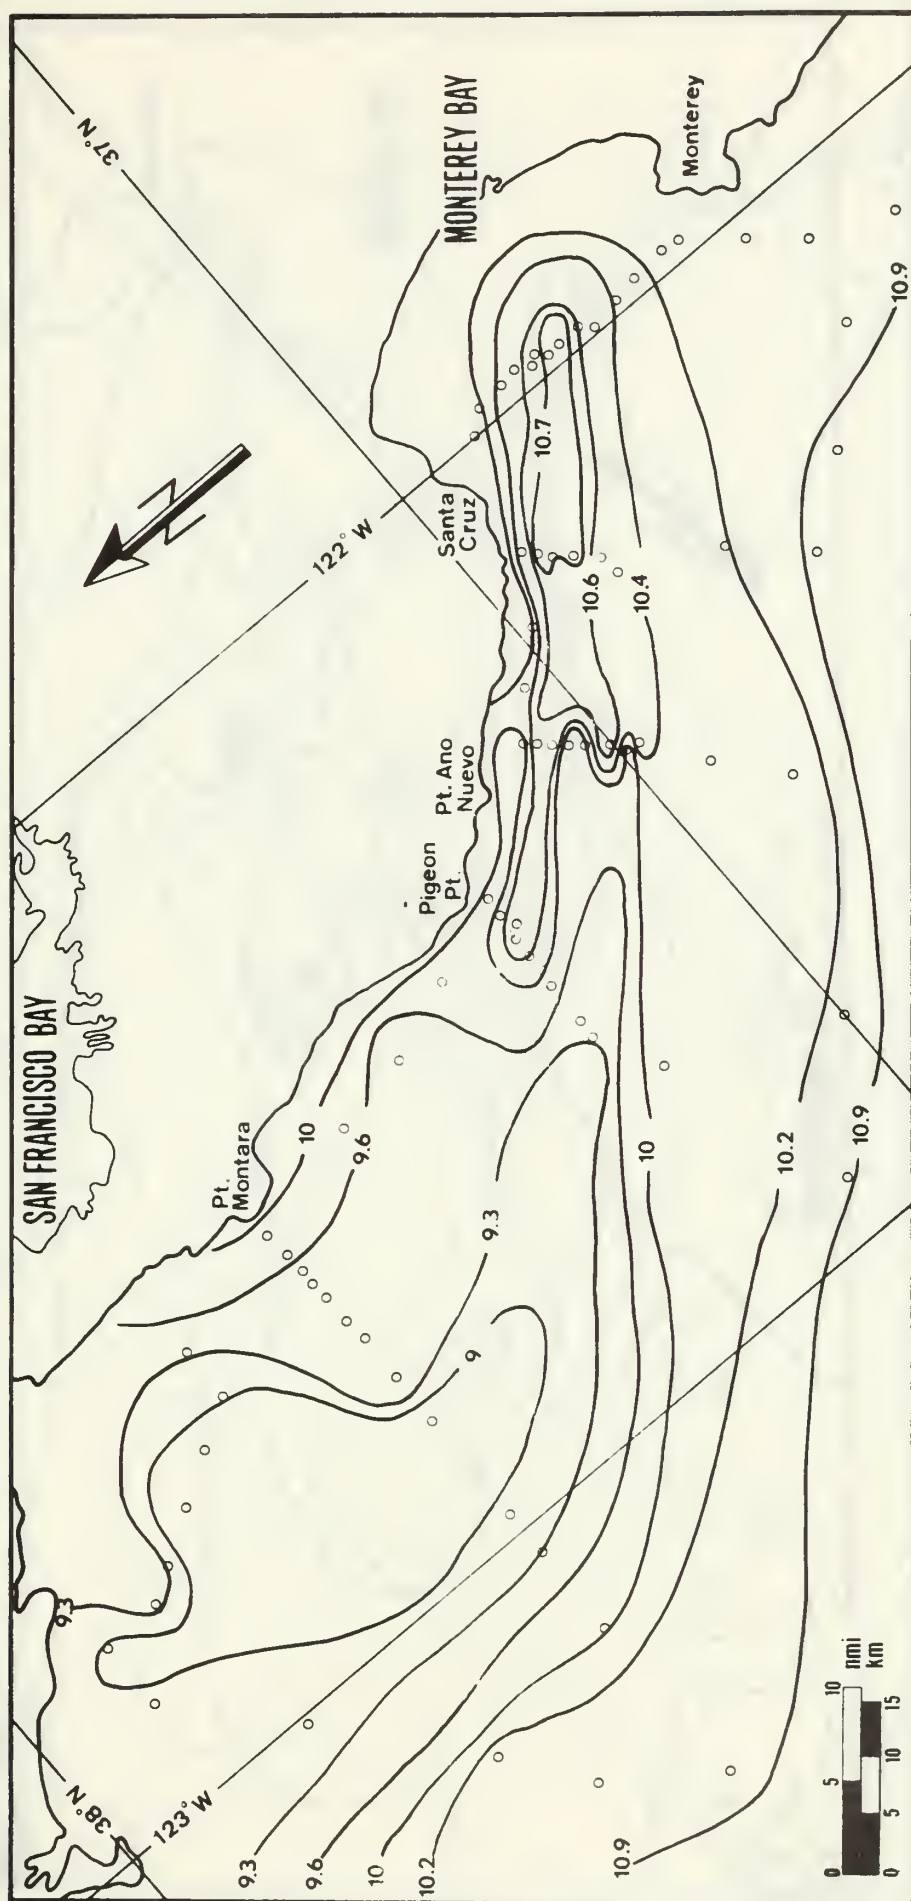 SAN FRANCISCO BAY
MONTEREY BAY
37°N
122°W
Monterey
Santa
Cruz
Pt. Ano
Nuevo
Pigeon
Pt.
Pt.
Montara
38°N
123°W
10.9
10.7
10.6
10.4
10
9.6
9.3
9
10
10.2
10.9
9.3
9.3
9.6
10
10.2
10.9
0 5 10 nmi
0 5 10 15 km